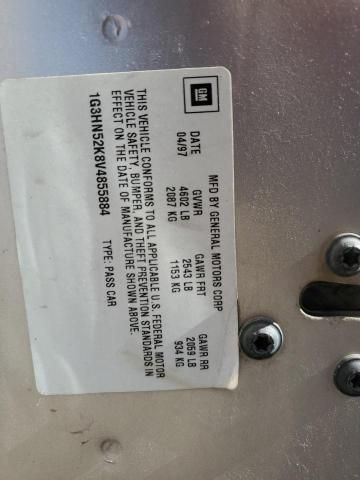 GM
MFD BY GENERAL MOTORS CORP
DATE GVWR GAWR FRT GAWR RR
04/97 4602 LB 2543 LB 2059 LB
2087 KG 1153 KG 934 KG
THIS VEHICLE CONFORMS TO ALL APPLICABLE U.S. FEDERAL MOTOR
VEHICLE SAFETY, BUMPER, AND THEFT PREVENTION STANDARDS IN
EFFECT ON THE DATE OF MANUFACTURE SHOWN ABOVE.
1G3HN52K8V4855884 TYPE: PASS CAR